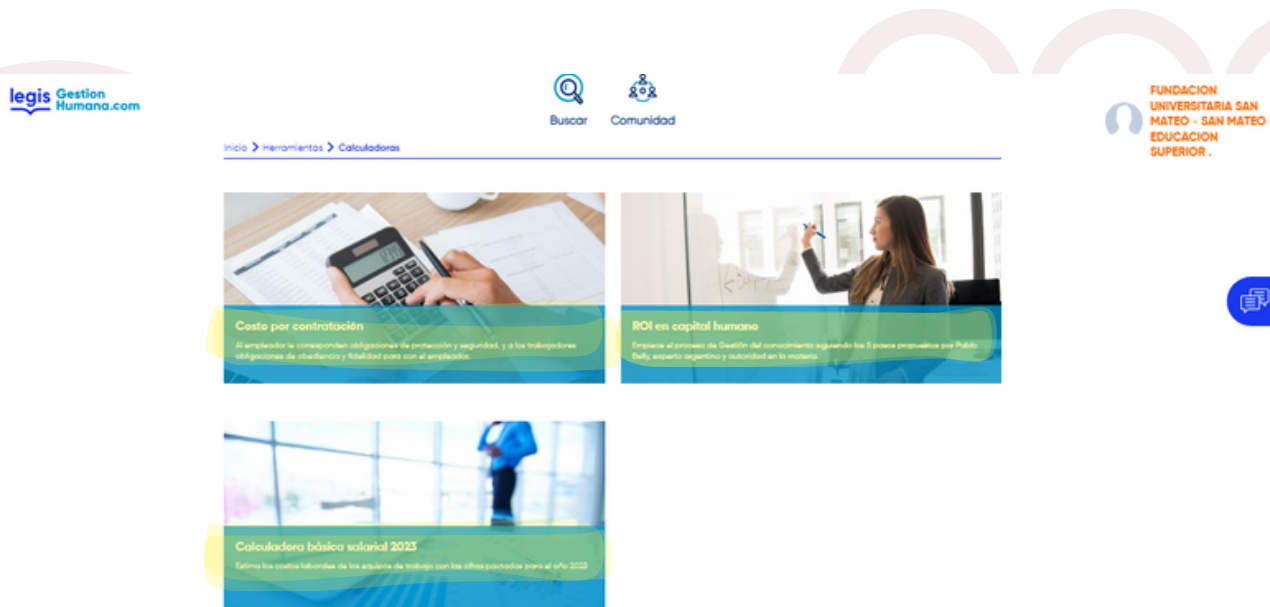 legis Gestion
Humana.com
Buscar
Comunidad
FUNDACION
UNIVERSITARIA SAN
MATEO - SAN MATEO
EDUCACION
SUPERIOR .
Inicio > Herramientas > Calculadoras
Costo por contratación
Al empleador le corresponden obligaciones de protección y seguridad, y a los trabajadores
obligaciones de obediencia y fidelidad para con el empleador.
ROI en capital humano
Empiece el proceso de Gestión del conocimiento siguiendo los 5 pasos propuestos por Pablo
Belly, experto argentino y autoridad en la materia.
Calculadora básica salarial 2023
Estima los costos laborales de los equipos de trabajo con las cifras pactadas para el año 2023